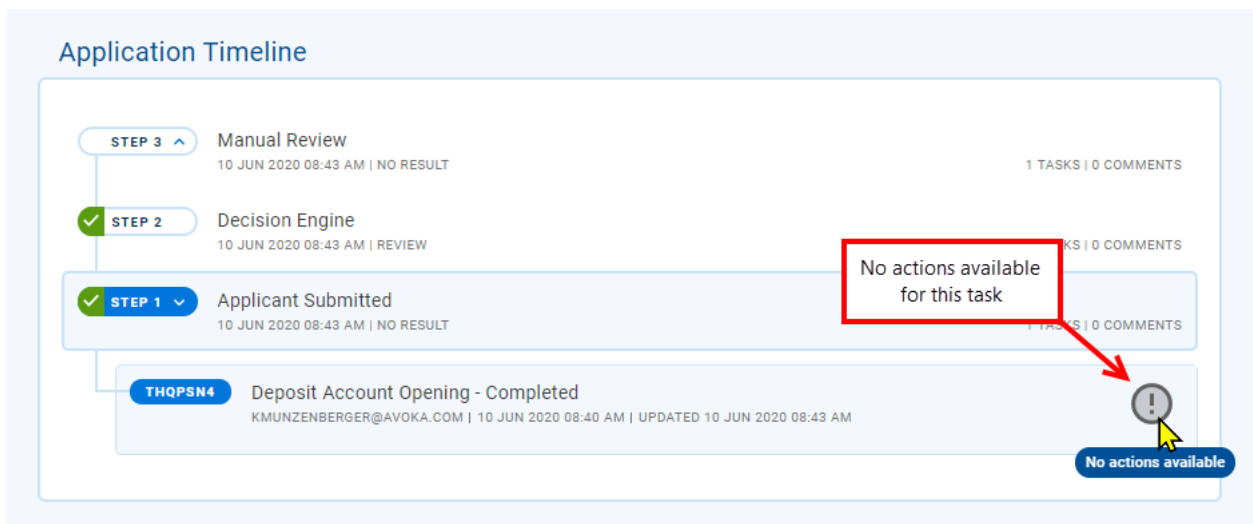 Application Timeline
STEP 3
Manual Review
10 JUN 2020 08:43 AM | NO RESULT
1 TASKS | 0 COMMENTS
STEP 2
Decision Engine
10 JUN 2020 08:43 AM | REVIEW
KS | 0 COMMENTS
No actions available
for this task
STEP 1
Applicant Submitted
10 JUN 2020 08:43 AM | NO RESULT
1 TASKS | 0 COMMENTS
THQPSN4
Deposit Account Opening - Completed
KMUNZENBERGER@AVOKA.COM | 10 JUN 2020 08:40 AM | UPDATED 10 JUN 2020 08:43 AM
No actions available